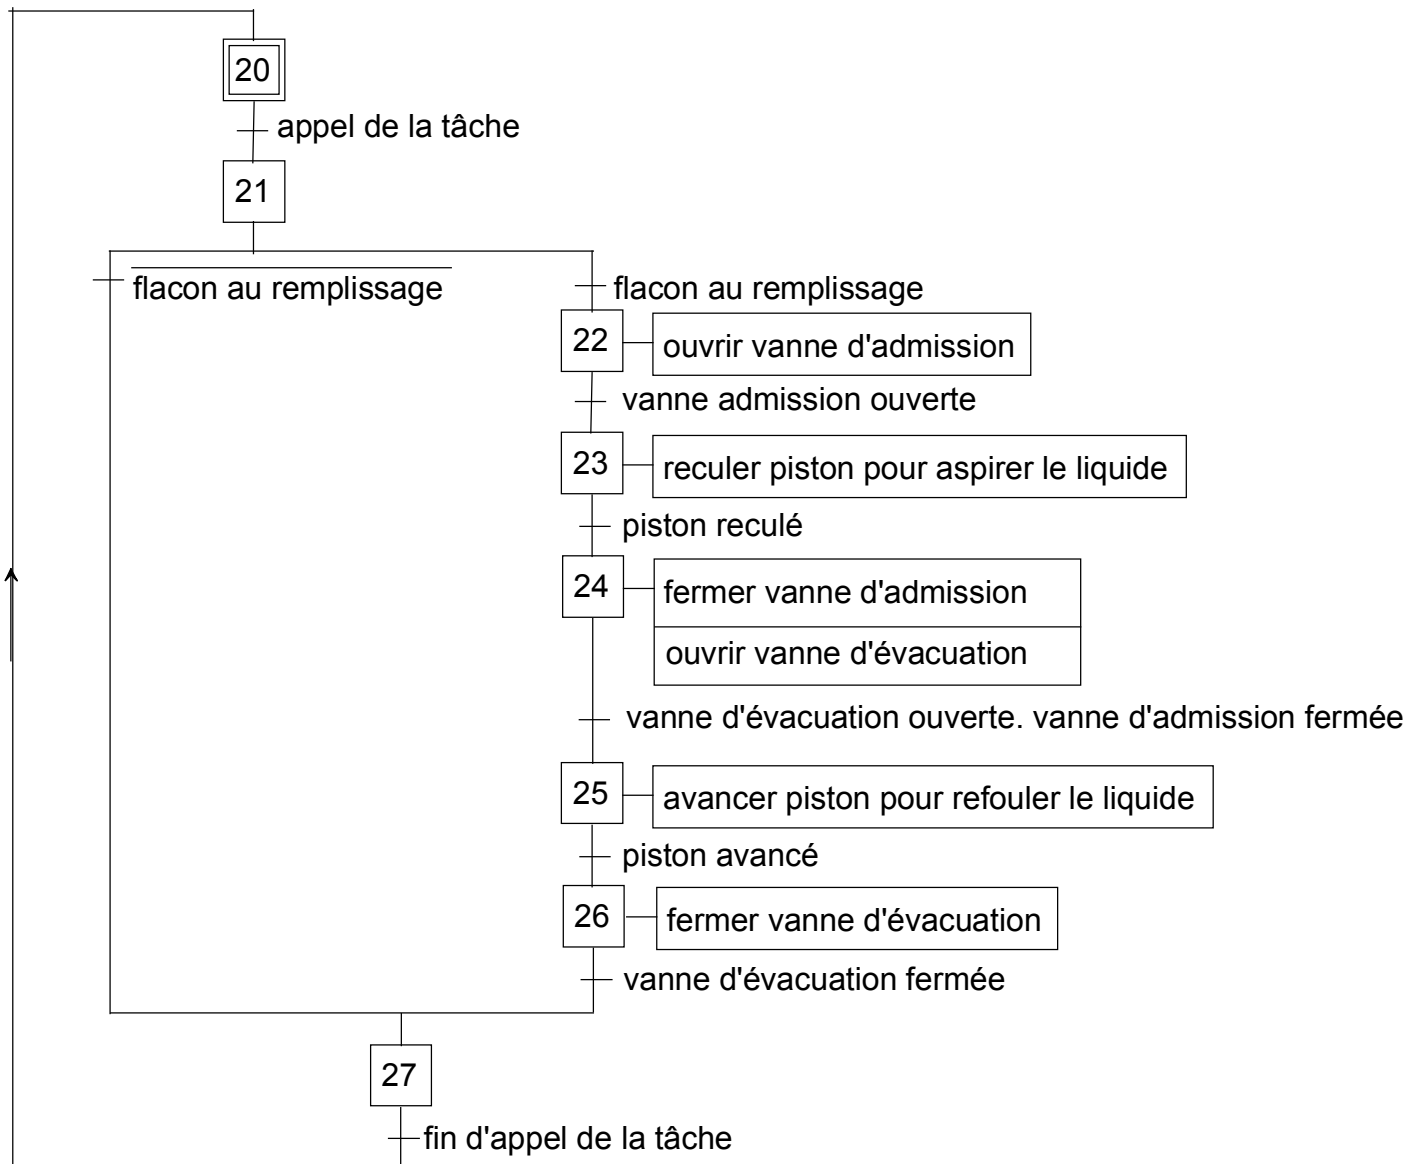 20
appel de la tâche
21
flacon au remplissage
flacon au remplissage
22
ouvrir vanne d'admission
vanne admission ouverte
23
reculer piston pour aspirer le liquide
piston reculé
24
fermer vanne d'admission
ouvrir vanne d'évacuation
vanne d'évacuation ouverte. vanne d'admission fermée
25
avancer piston pour refouler le liquide
piston avancé
26
fermer vanne d'évacuation
vanne d'évacuation fermée
27
fin d'appel de la tâche